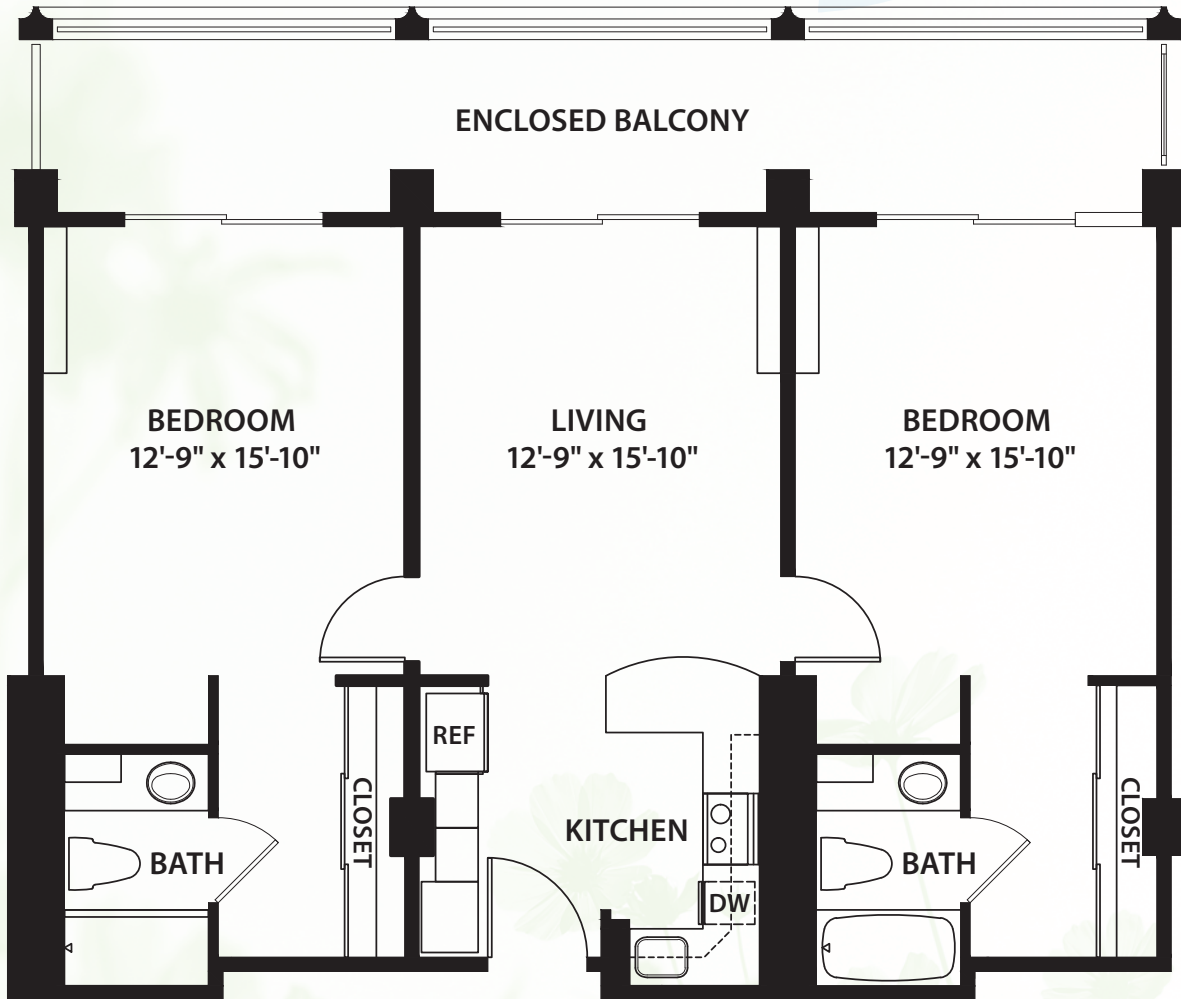 ENCLOSED BALCONY
BEDROOM
12'-9" x 15'-10"
LIVING
12'-9" x 15'-10"
BEDROOM
12'-9" x 15'-10"
REF
CLOSET
KITCHEN
BATH
DW
BATH
CLOSET